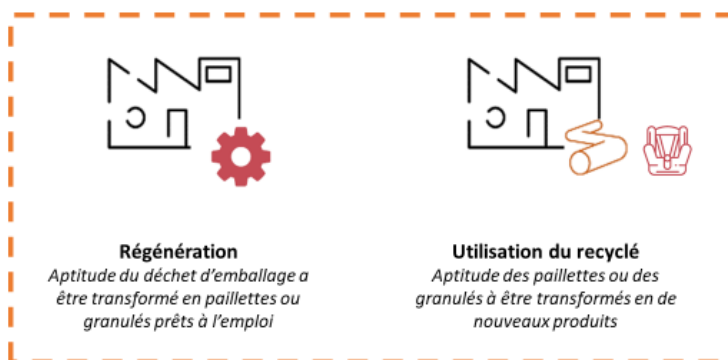 Régénération
Aptitude du déchet d'emballage a
être transformé en paillettes ou
granulés prêts à l'emploi
Utilisation du recyclé
Aptitude des paillettes ou des
granulés à être transformés en de
nouveaux produits